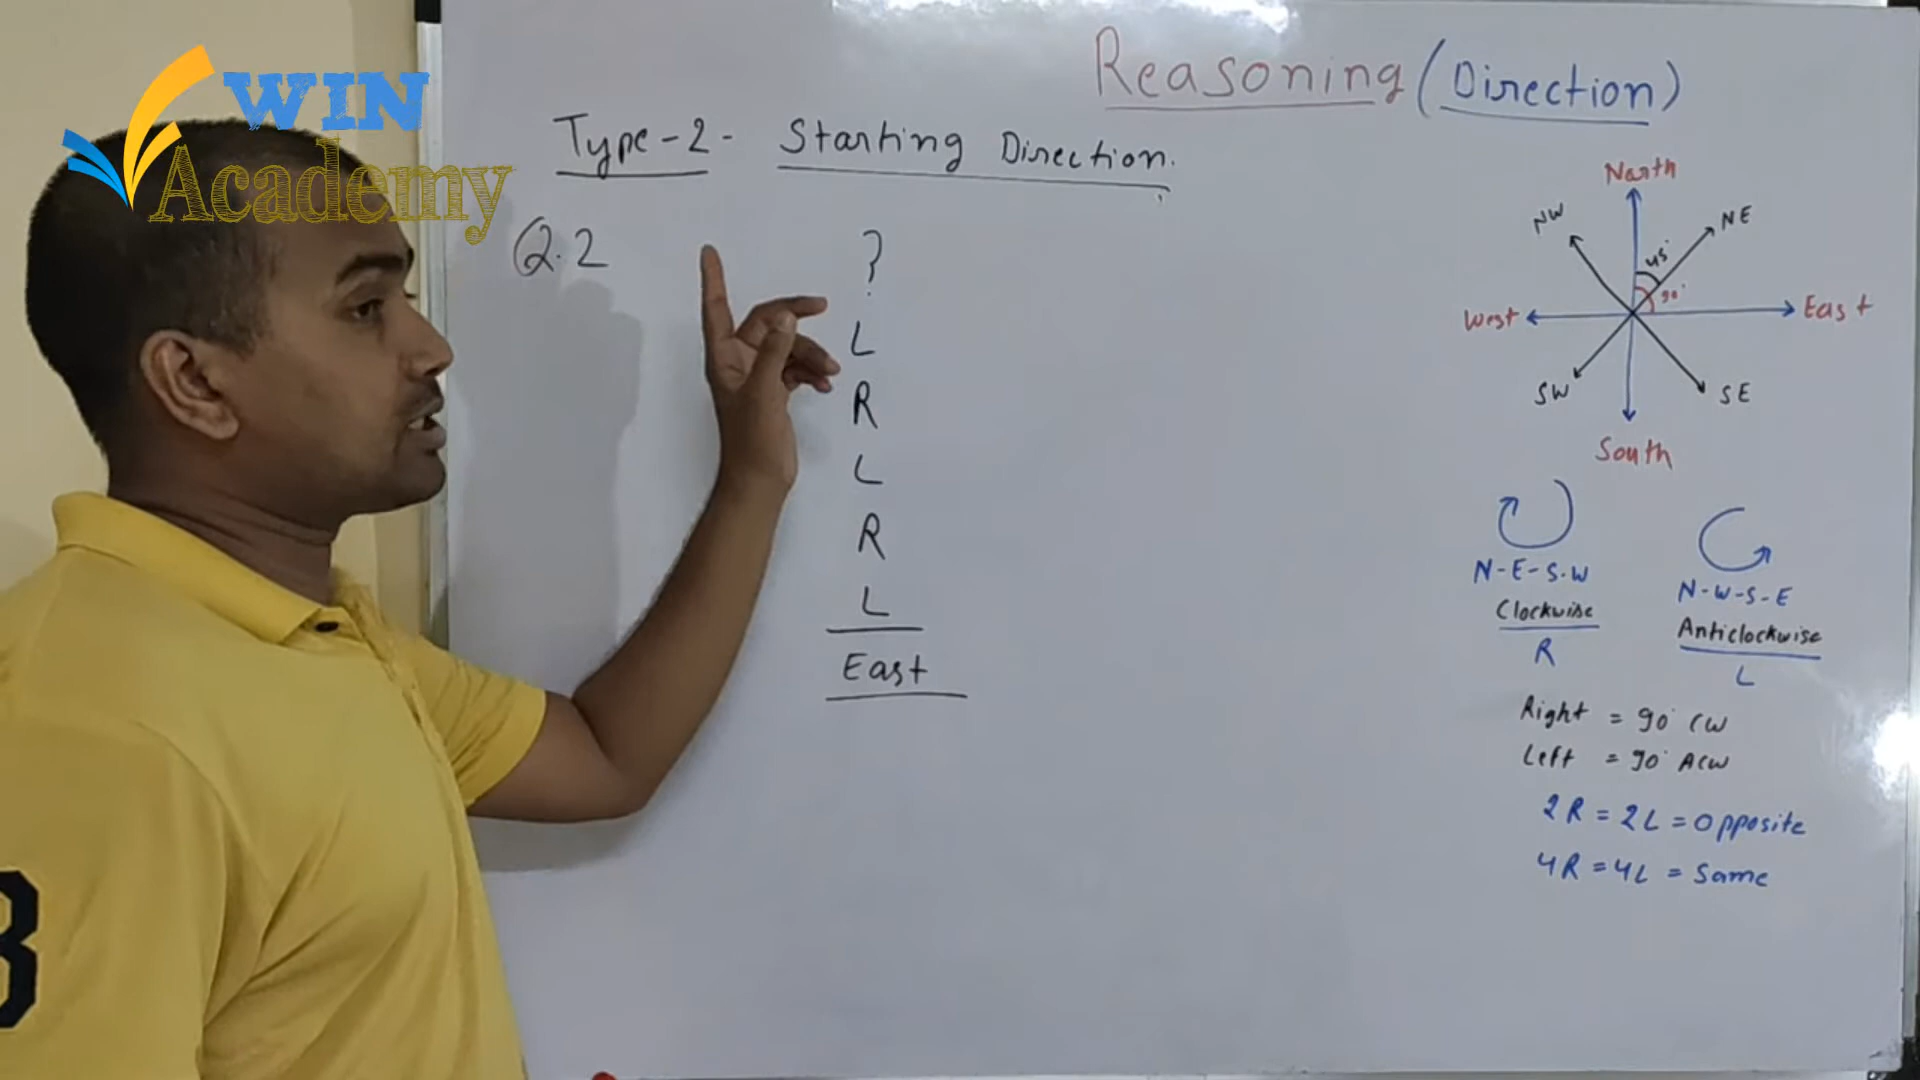 WIN
Academy
Reasoning (Direction)
Type-2- Starting Direction.
Q.2
?
L
R
L
R
L
East
North
NW
NE
45°
90°
West
East
SW
SE
South
N-E-S-W
Clockwise
R
N-W-S-E
Anticlockwise
L
Right = 90° CW
Left = 90° ACW
2R = 2L = Opposite
4R = 4L = Same
3